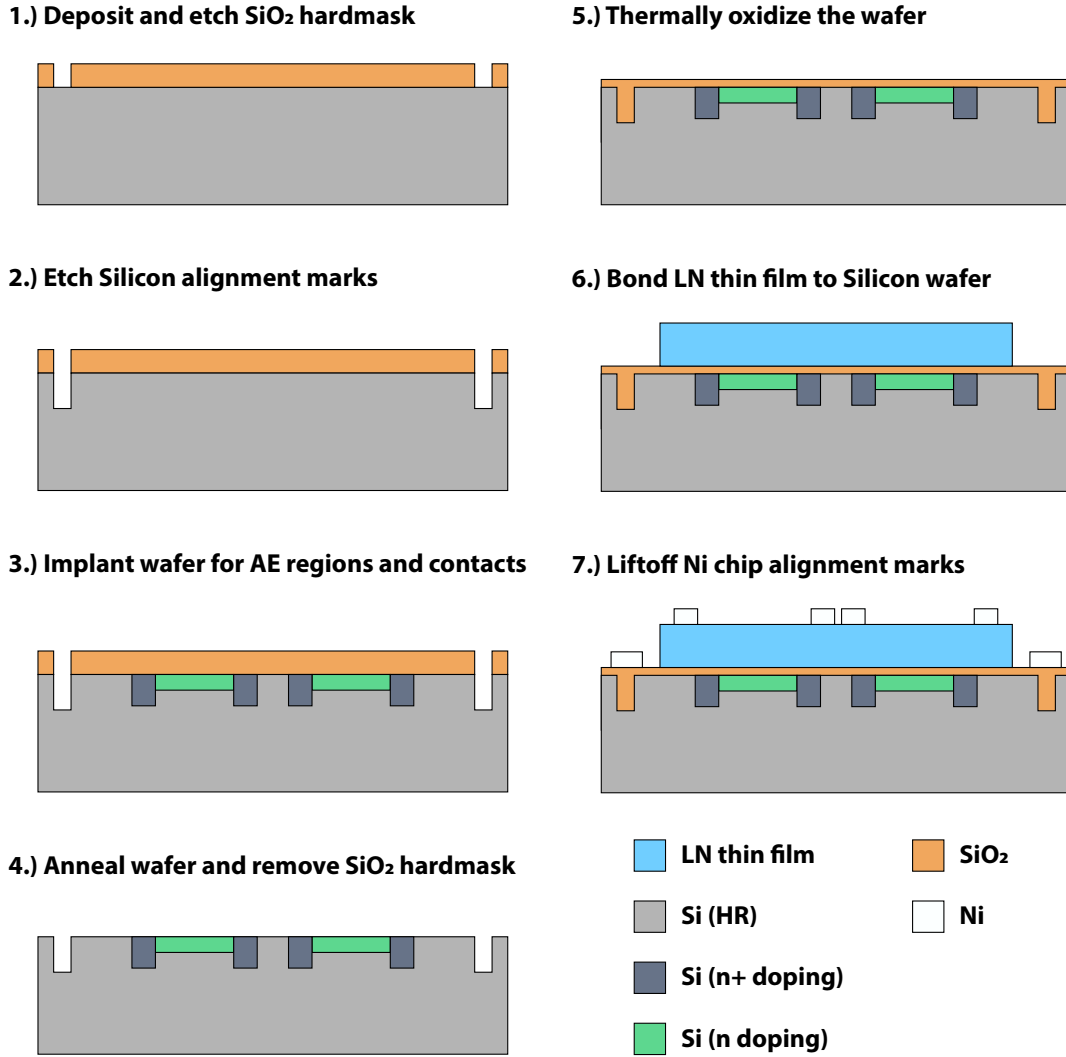 1.) Deposit and etch SiO₂ hardmask
2.) Etch Silicon alignment marks
3.) Implant wafer for AE regions and contacts
4.) Anneal wafer and remove SiO₂ hardmask
5.) Thermally oxidize the wafer
6.) Bond LN thin film to Silicon wafer
7.) Liftoff Ni chip alignment marks
LN thin film
SiO₂
Si (HR)
Ni
Si (n+ doping)
Si (n doping)